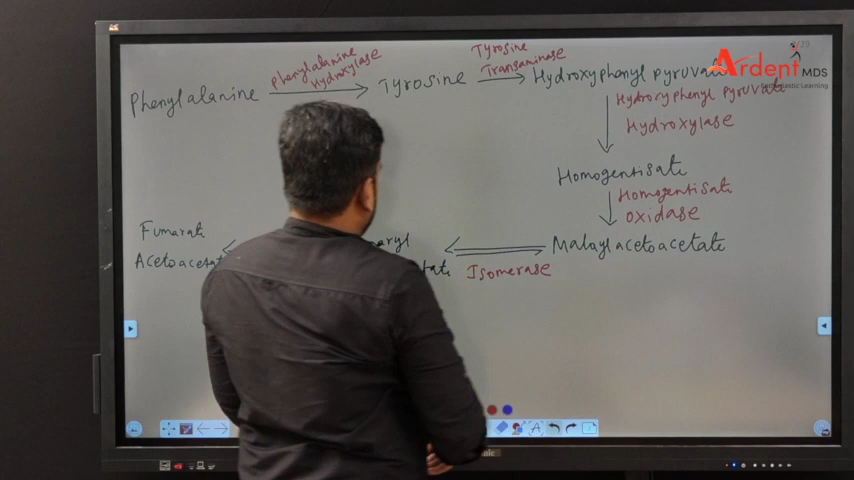 Phenylalanine
Phenylalanine
Hydroxylase
Tyrosine
Tyrosine
Transaminase
Hydroxyphenyl Pyruvate
Hydroxyphenyl Pyruvate
Hydroxylase
Homogentisate
Homogentisate
oxidase
Malaylacetoacetate
Isomerase
Fumarate
Acetoacetat
Ardent
MDS